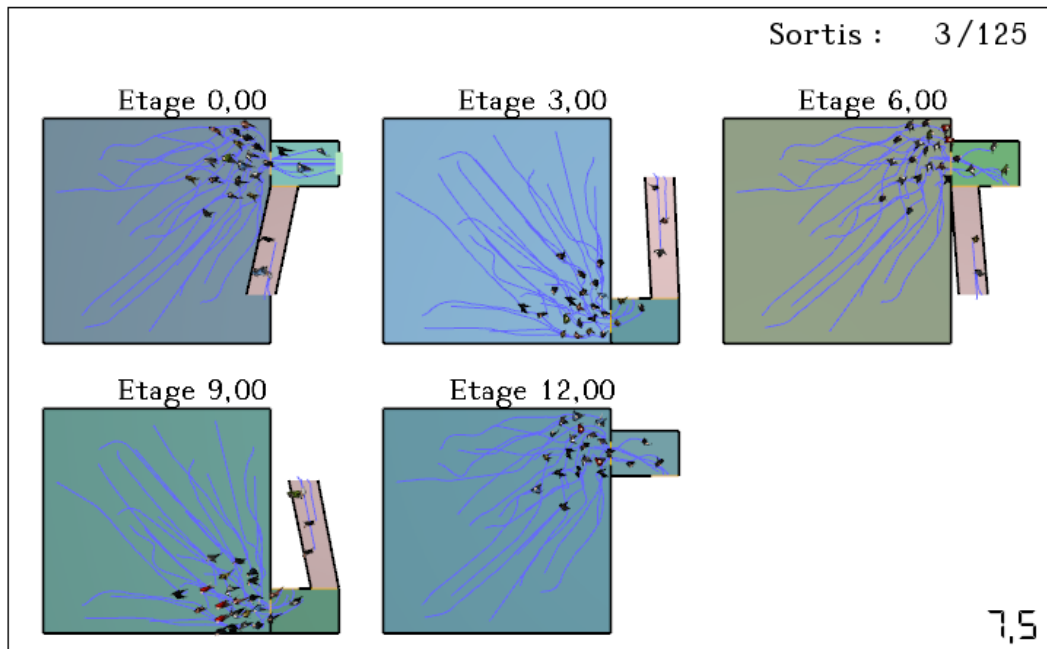 Sortis : 3/125
Etage 0,00
Etage 3,00
Etage 6,00
Etage 9,00
Etage 12,00
7,5